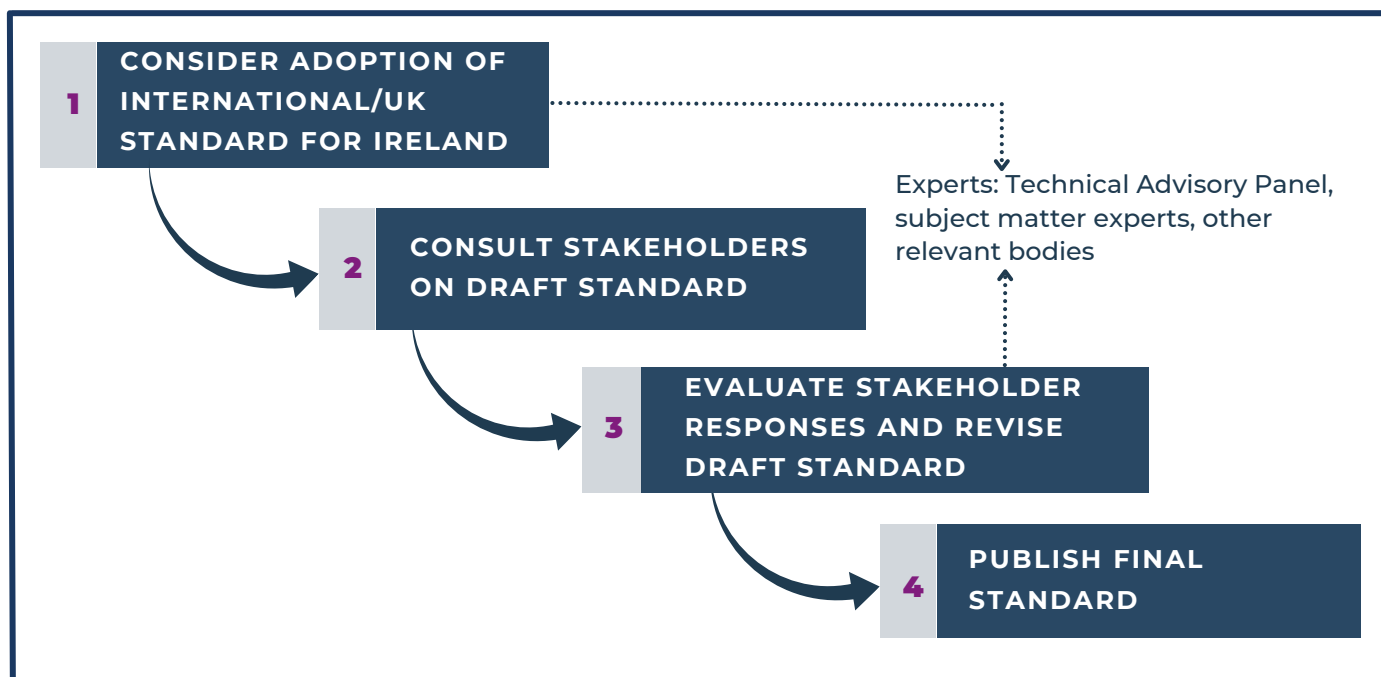 1
CONSIDER ADOPTION OF
INTERNATIONAL/UK
STANDARD FOR IRELAND
Experts: Technical Advisory Panel,
subject matter experts, other
relevant bodies
2
CONSULT STAKEHOLDERS
ON DRAFT STANDARD
3
EVALUATE STAKEHOLDER
RESPONSES AND REVISE
DRAFT STANDARD
4
PUBLISH FINAL
STANDARD